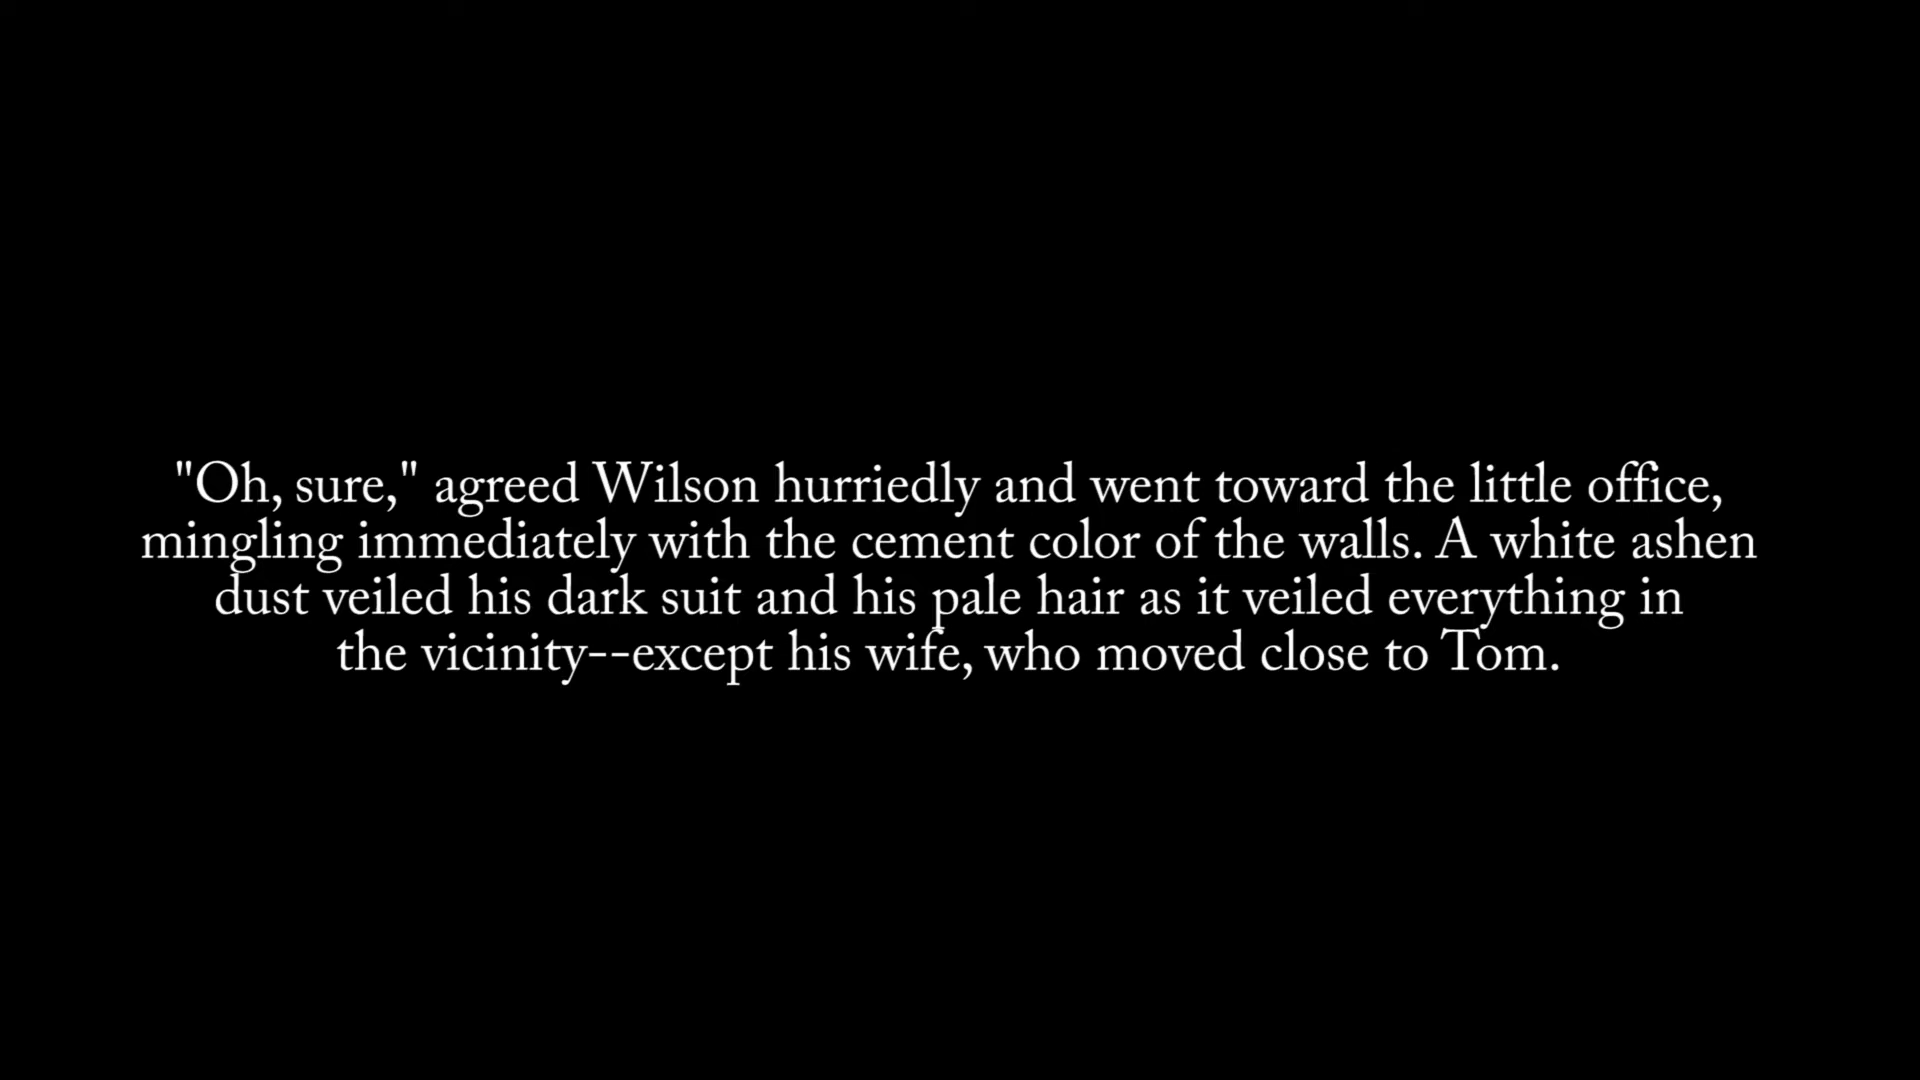 "Oh, sure," agreed Wilson hurriedly and went toward the little office,
mingling immediately with the cement color of the walls. A white ashen
dust veiled his dark suit and his pale hair as it veiled everything in
the vicinity--except his wife, who moved close to Tom.